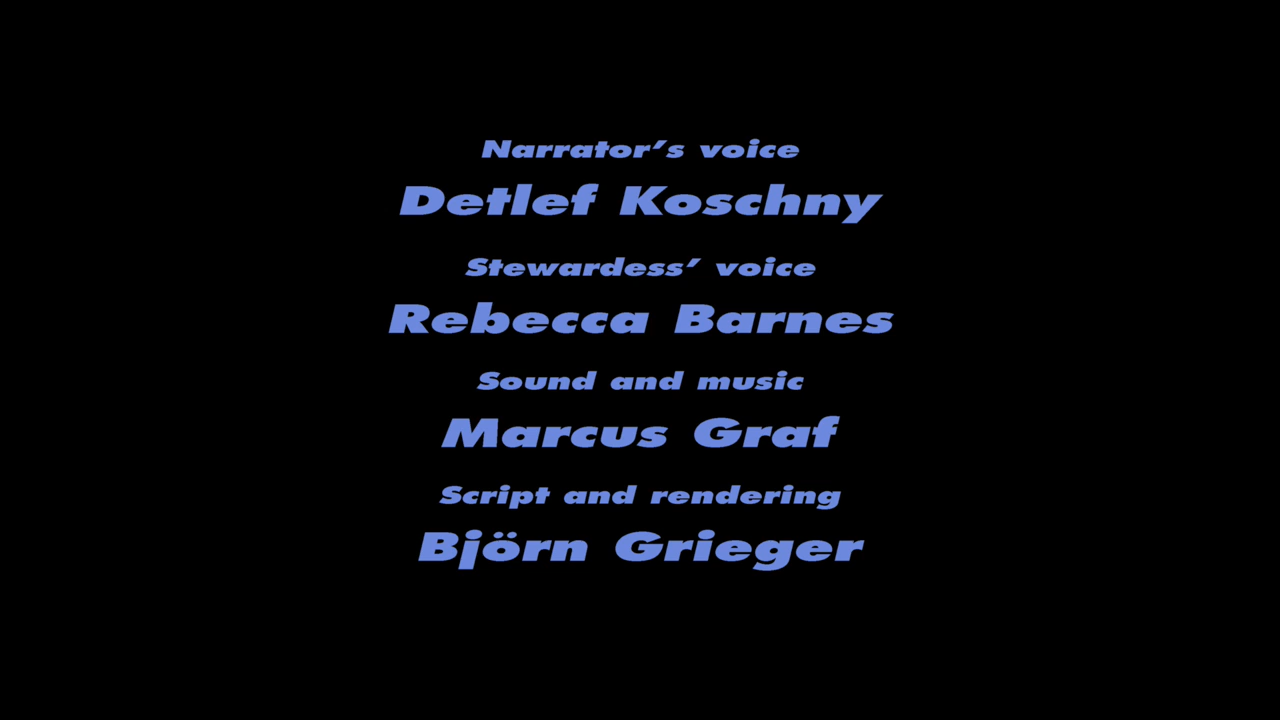 Narrator’s voice
Detlef Koschny
Stewardess’ voice
Rebecca Barnes
Sound and music
Marcus Graf
Script and rendering
Björn Grieger